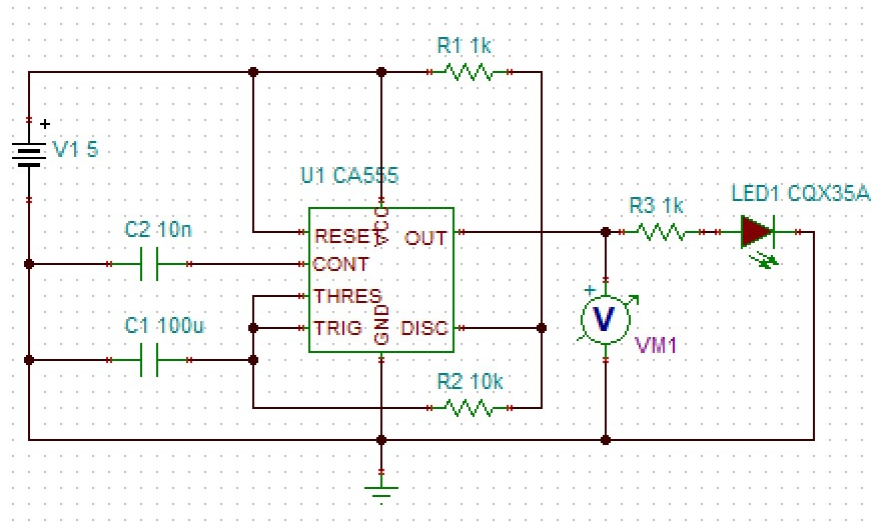 R1 1k
+
V1 5
U1 CA555
LED1 CQX35A
R3 1k
C2 10n
VCC
RESET
OUT
CONT
THRES
TRIG
GND
DISC
C1 100u
+
V
VM1
R2 10k